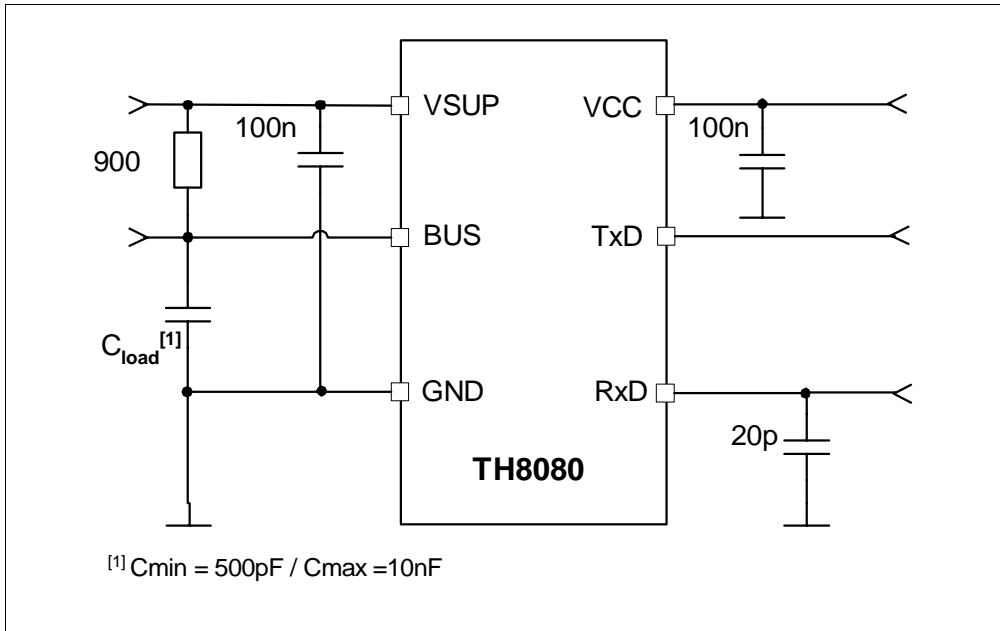 VSUP
VCC
100n
100n
900
BUS
TxD
Cload[1]
GND
RxD
20p
TH8080
[1] Cmin = 500pF / Cmax =10nF